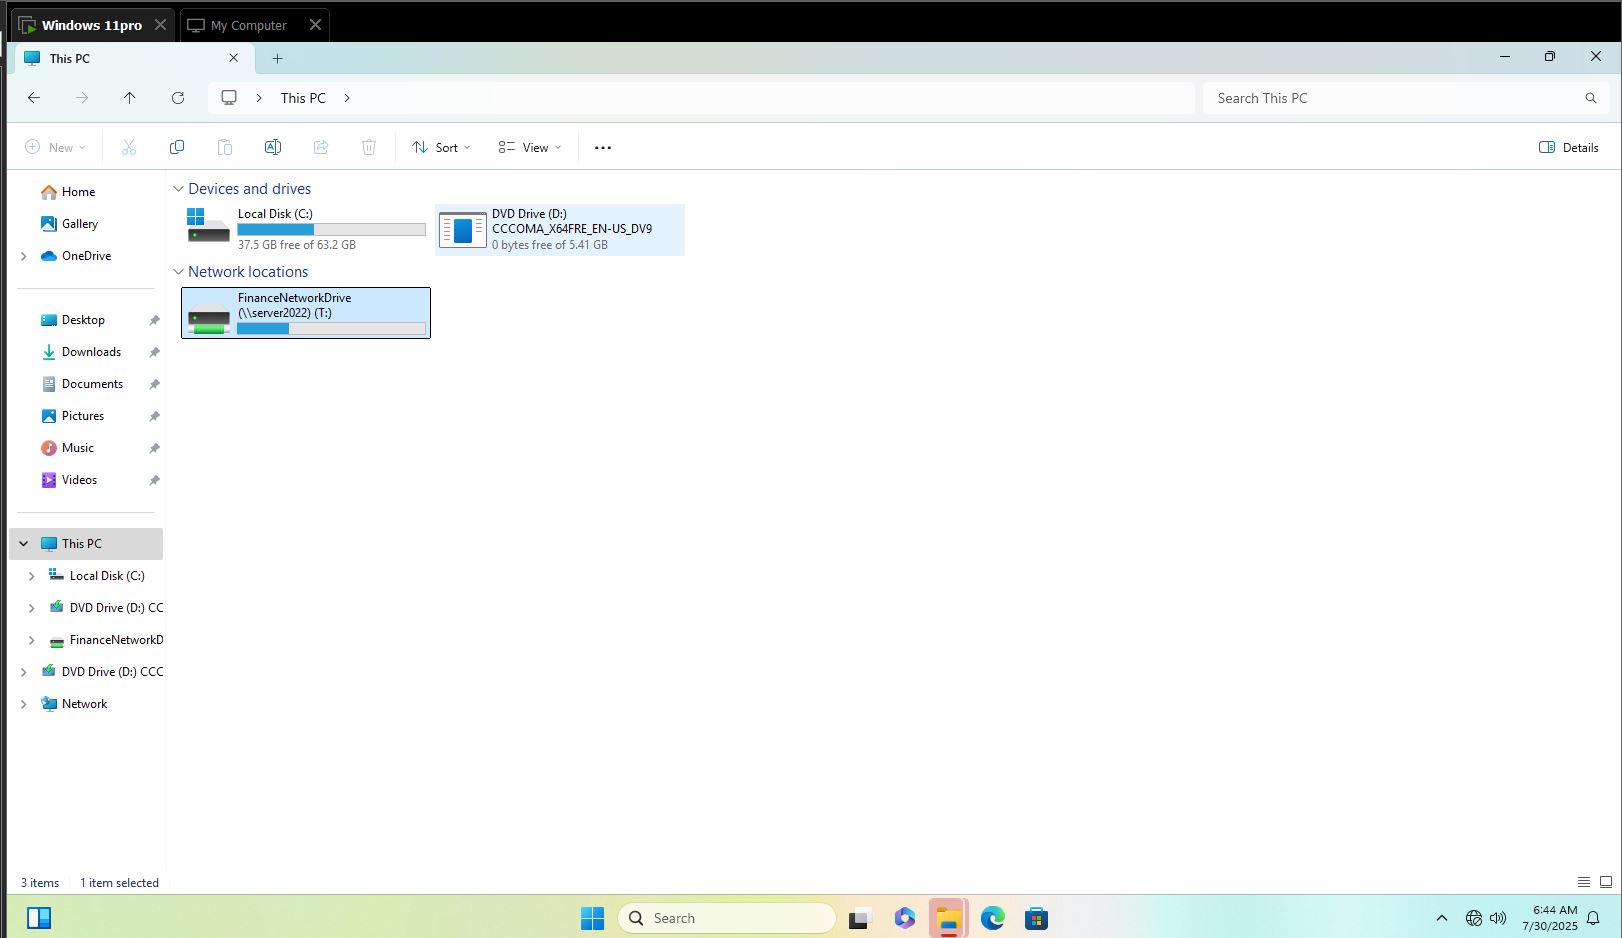 Windows 11pro
My Computer
This PC
This PC
Search This PC
New
Sort
View
Details
Home
Gallery
OneDrive
Desktop
Downloads
Documents
Pictures
Music
Videos
This PC
Local Disk (C:)
DVD Drive (D:) CC
FinanceNetworkD
DVD Drive (D:) CCC
Network
Devices and drives
Local Disk (C:)
37.5 GB free of 63.2 GB
DVD Drive (D:)
CCCOMA_X64FRE_EN-US_DV9
0 bytes free of 5.41 GB
Network locations
FinanceNetworkDrive
(\\server2022) (T:)
3 items
1 item selected
Search
6:44 AM
7/30/2025